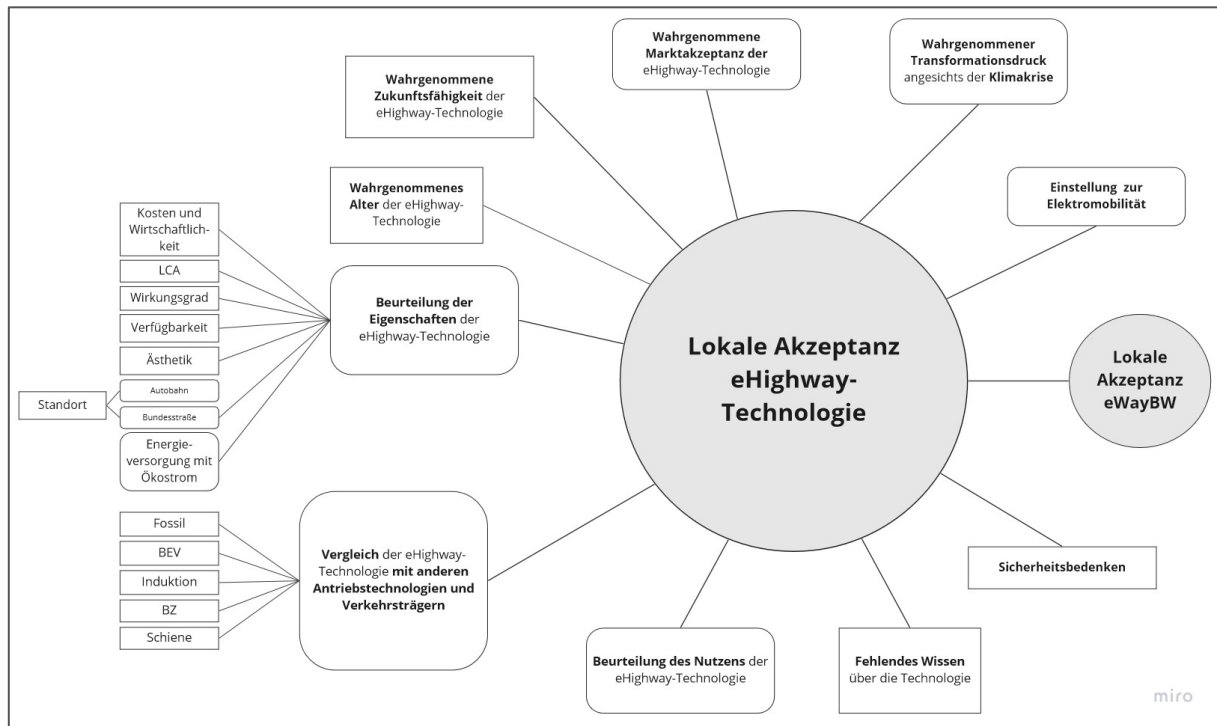 Wahrgenommene
Marktakzeptanz der
eHighway-Technologie
Wahrgenommener
Transformationsdruck
angesichts der Klimakrise
Wahrgenommene
Zukunftsfähigkeit der
eHighway-Technologie
Wahrgenommenes
Alter der eHighway-
Technologie
Einstellung zur
Elektromobilität
Kosten und
Wirtschaftlich-
keit
LCA
Wirkungsgrad
Verfügbarkeit
Ästhetik
Standort
Autobahn
Bundesstraße
Energie-
versorgung mit
Ökostrom
Beurteilung der
Eigenschaften der
eHighway-Technologie
Lokale Akzeptanz
eHighway-
Technologie
Lokale
Akzeptanz
eWayBW
Fossil
BEV
Induktion
BZ
Schiene
Vergleich der eHighway-
Technologie mit anderen
Antriebstechnologien und
Verkehrsträgern
Sicherheitsbedenken
Beurteilung des Nutzens der
eHighway-Technologie
Fehlendes Wissen
über die Technologie
miro